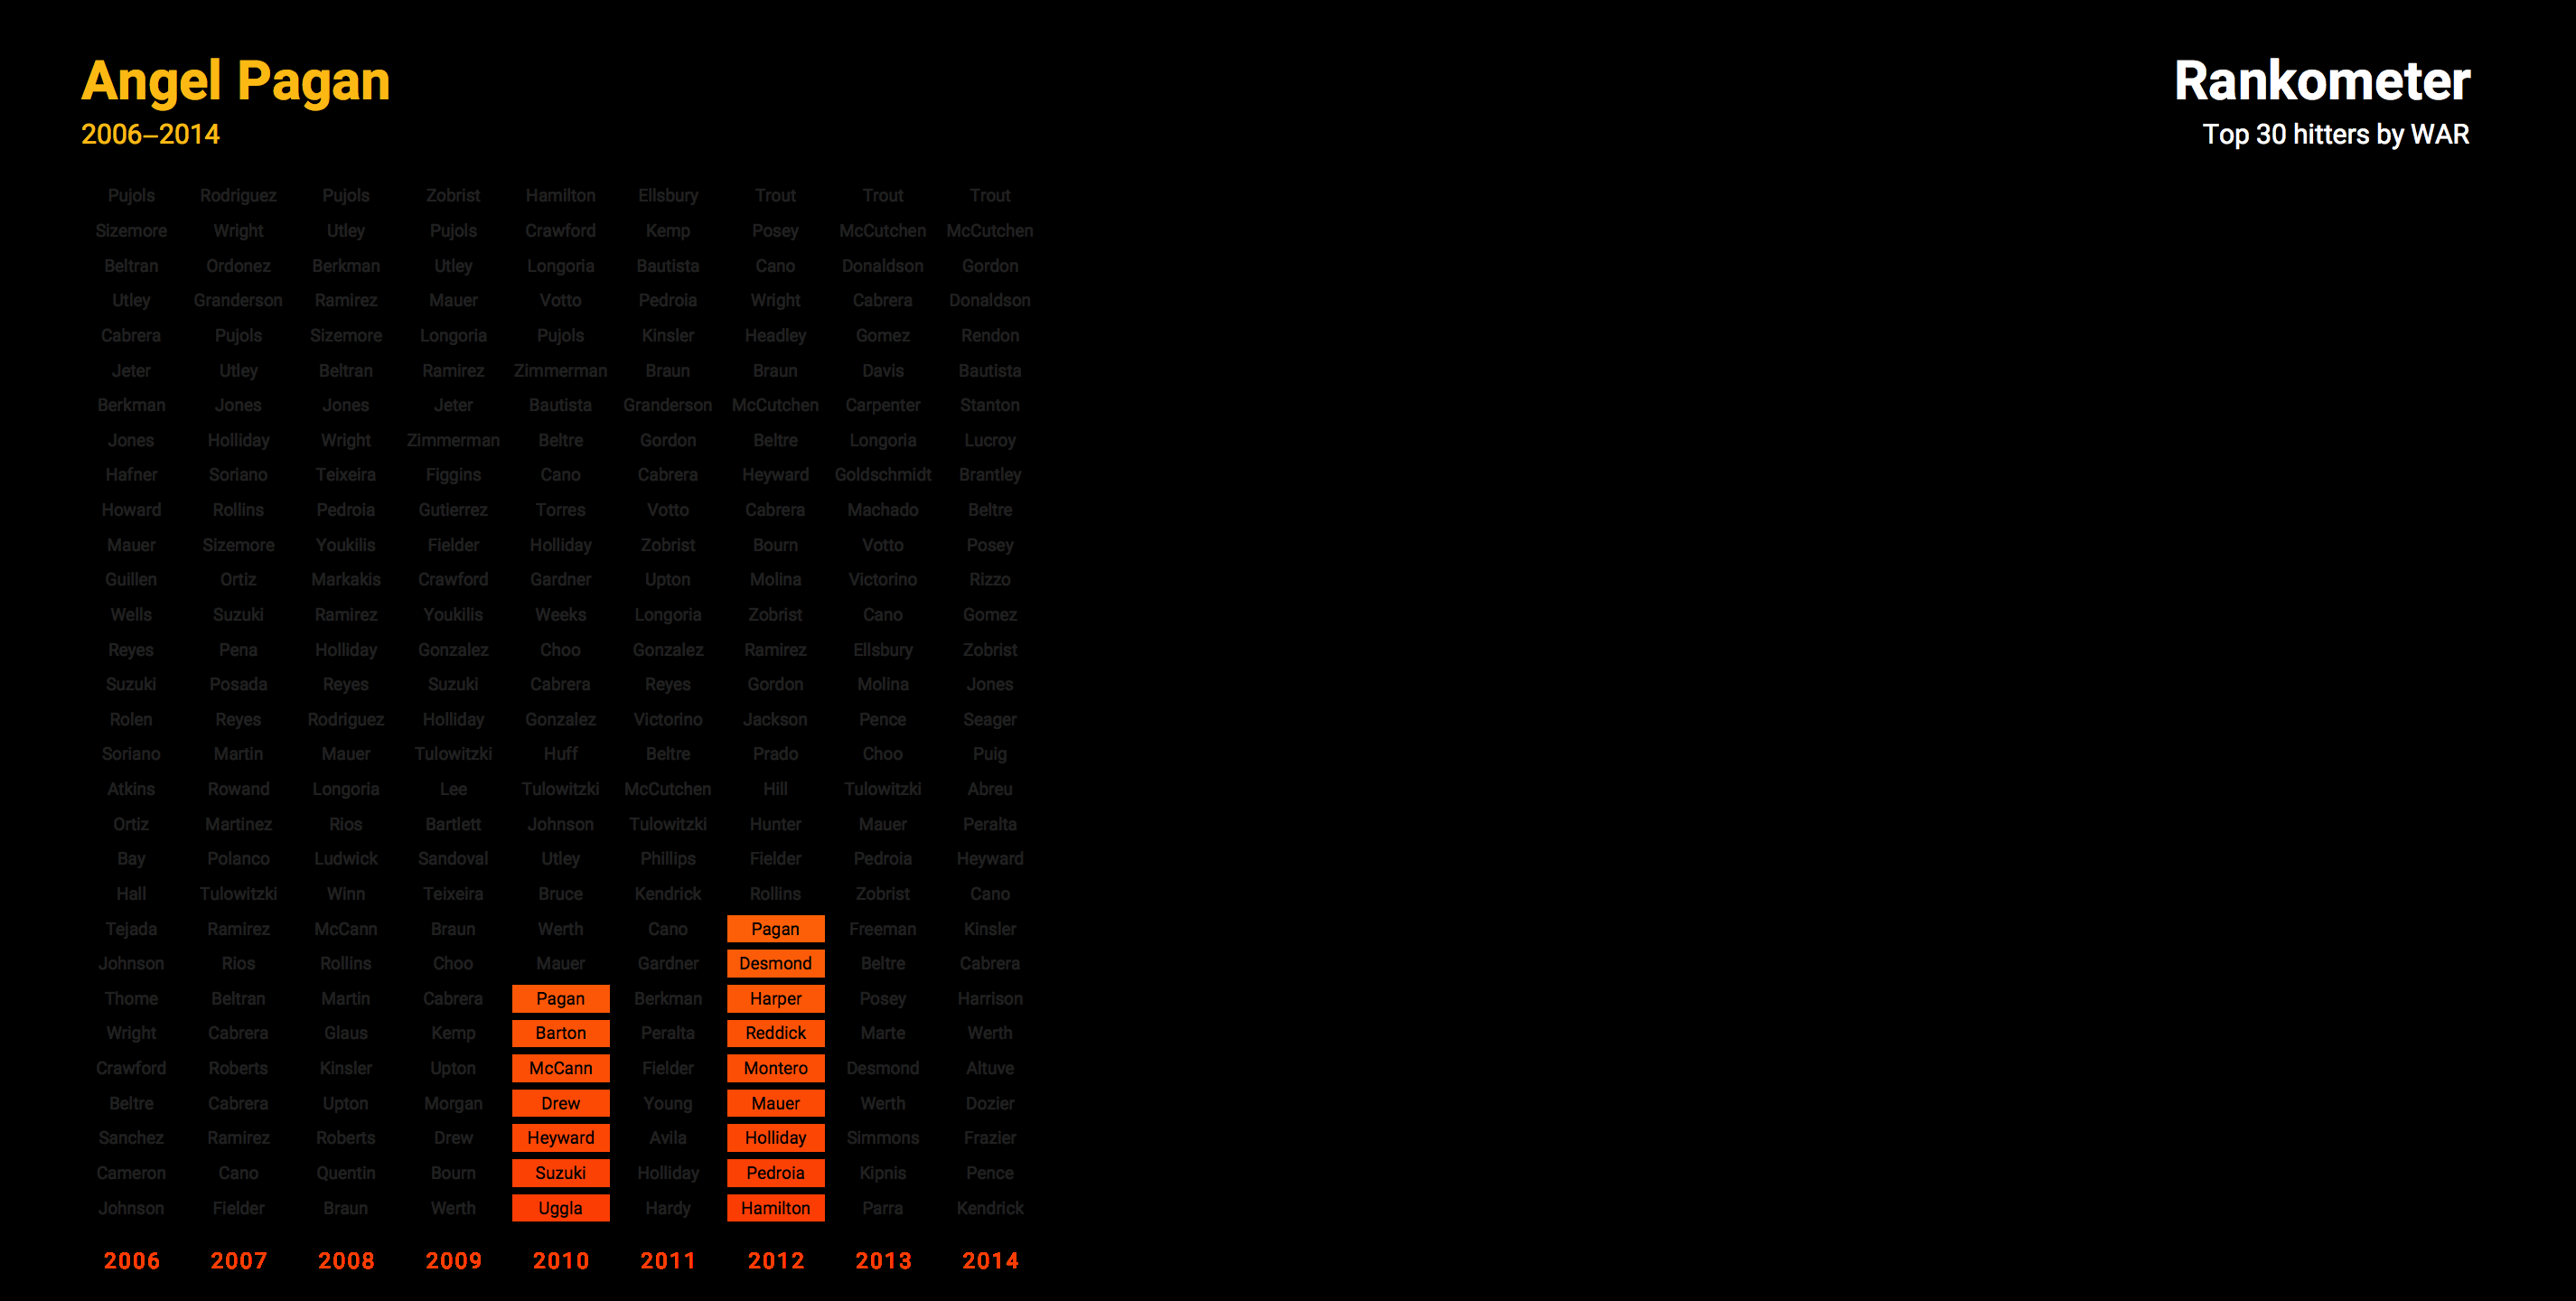 Angel Pagan
2006–2014
Rankometer
Top 30 hitters by WAR
Pujols Rodriguez Pujols Zobrist Hamilton Ellsbury Trout Trout Trout
Sizemore Wright Utley Pujols Crawford Kemp Posey McCutchen McCutchen
Beltran Ordonez Berkman Utley Longoria Bautista Cano Donaldson Gordon
Utley Granderson Ramirez Mauer Votto Pedroia Wright Cabrera Donaldson
Cabrera Pujols Sizemore Longoria Pujols Kinsler Headley Gomez Rendon
Jeter Utley Beltran Ramirez Zimmerman Braun Braun Davis Bautista
Berkman Jones Jones Jeter Bautista Granderson McCutchen Carpenter Stanton
Jones Holliday Wright Zimmerman Beltre Gordon Beltre Longoria Lucroy
Hafner Soriano Teixeira Figgins Cano Cabrera Heyward Goldschmidt Brantley
Howard Rollins Pedroia Gutierrez Torres Votto Cabrera Machado Beltre
Mauer Sizemore Youkilis Fielder Holliday Zobrist Bourn Votto Posey
Guillen Ortiz Markakis Crawford Gardner Upton Molina Victorino Rizzo
Wells Suzuki Ramirez Youkilis Weeks Longoria Zobrist Cano Gomez
Reyes Pena Holliday Gonzalez Choo Gonzalez Ramirez Ellsbury Zobrist
Suzuki Posada Reyes Suzuki Cabrera Reyes Gordon Molina Jones
Rolen Reyes Rodriguez Holliday Gonzalez Victorino Jackson Pence Seager
Soriano Martin Mauer Tulowitzki Huff Beltre Prado Choo Puig
Atkins Rowand Longoria Lee Tulowitzki McCutchen Hill Tulowitzki Abreu
Ortiz Martinez Rios Bartlett Johnson Tulowitzki Hunter Mauer Peralta
Bay Polanco Ludwick Sandoval Utley Phillips Fielder Pedroia Heyward
Hall Tulowitzki Winn Teixeira Bruce Kendrick Rollins Zobrist Cano
Tejada Ramirez McCann Braun Werth Cano Pagan Freeman Kinsler
Johnson Rios Rollins Choo Mauer Gardner Desmond Beltre Cabrera
Thome Beltran Martin Cabrera Pagan Berkman Harper Posey Harrison
Wright Cabrera Glaus Kemp Barton Peralta Reddick Marte Werth
Crawford Roberts Kinsler Upton McCann Fielder Montero Desmond Altuve
Beltre Cabrera Upton Morgan Drew Young Mauer Werth Dozier
Sanchez Ramirez Roberts Drew Heyward Avila Holliday Simmons Frazier
Cameron Cano Quentin Bourn Suzuki Holliday Pedroia Kipnis Pence
Johnson Fielder Braun Werth Uggla Hardy Hamilton Parra Kendrick
2006 2007 2008 2009 2010 2011 2012 2013 2014